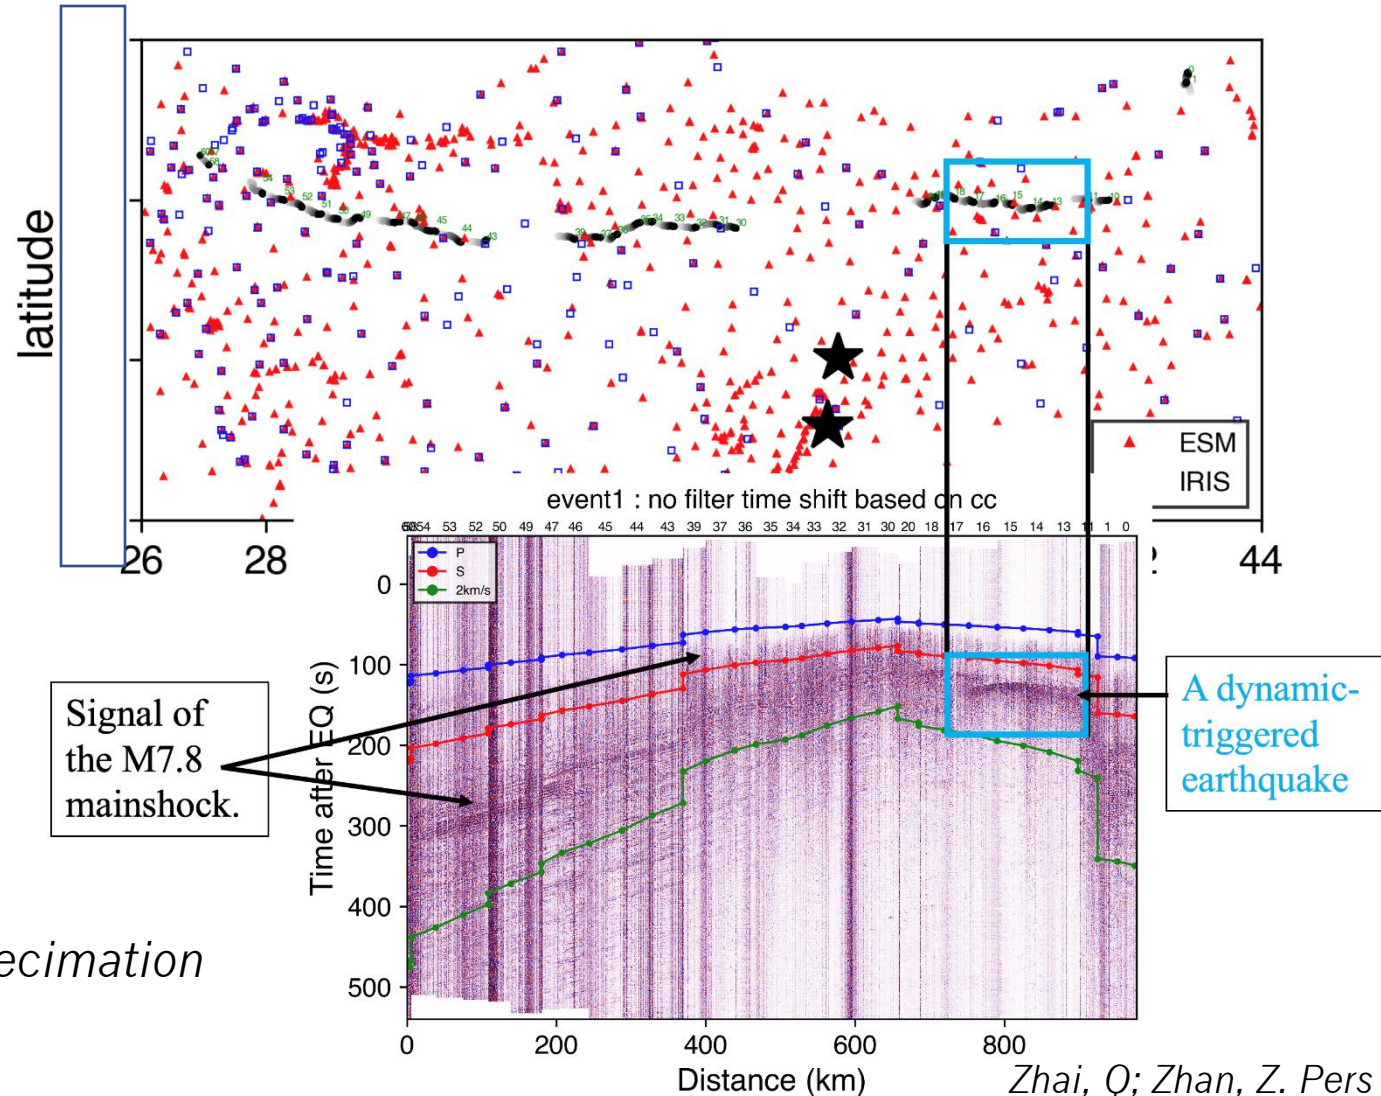 latitude
ESM
IRIS
26
28
44
event1 : no filter time shift based on cc
54 53 52 50 49 47 46 45 44 43 39 37 36 35 34 33 32 31 30 20 18 17 16 15 14 13 11 1 0
P
S
2km/s
0
100
200
300
400
500
Time after EQ (s)
Signal of
the M7.8
mainshock.
A dynamic-
triggered
earthquake
ecimation
0 200 400 600 800
Distance (km)
Zhai, Q; Zhan, Z. Pers